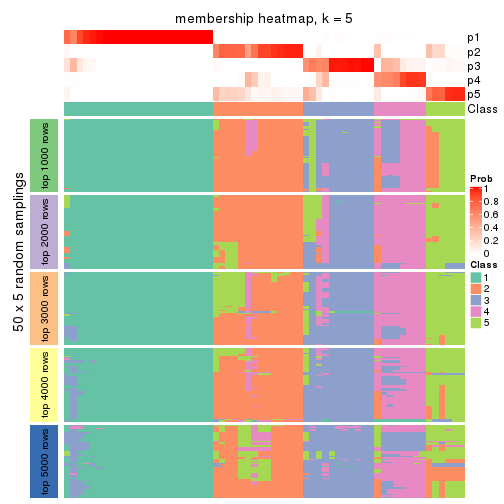 membership heatmap, k = 5
p1
p2
p3
p4
p5
Class
50 x 5 random samplings
top 1000 rows
top 2000 rows
top 3000 rows
top 4000 rows
top 5000 rows
Prob
1
0.8
0.6
0.4
0.2
0
Class
1
2
3
4
5